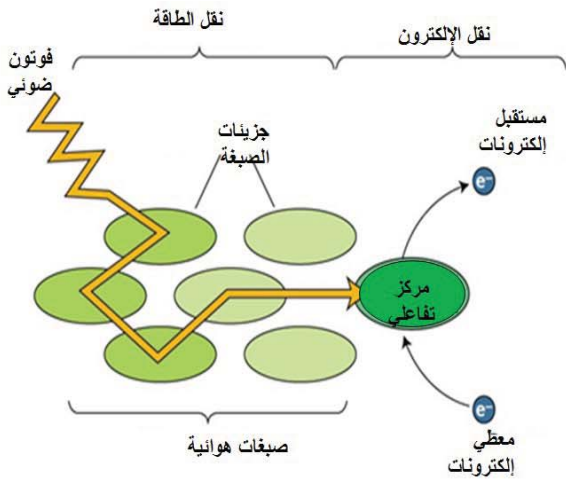 نقل الطاقة
نقل الإلكترون
فوتون
ضوئي
جزيئات
الصبغة
مستقبل
إلكترونات
e-
مركز
تفاعلي
e-
معطي
إلكترونات
صبغات هوائية